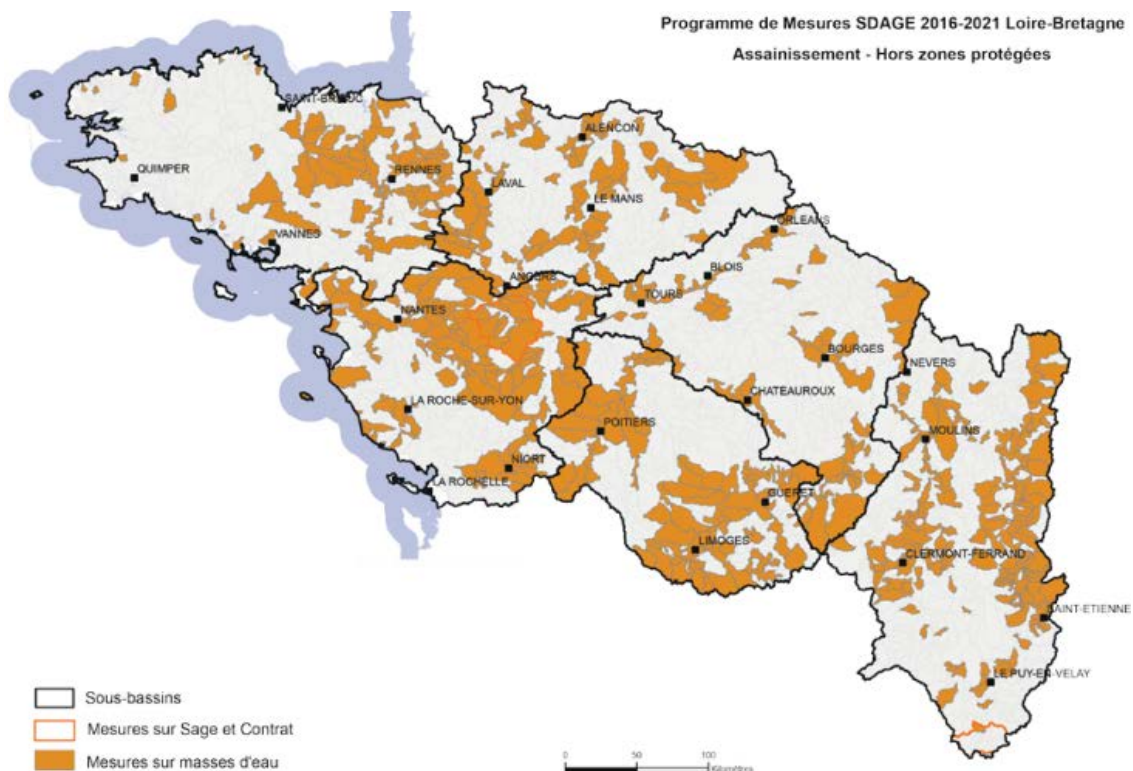 Programme de Mesures SDAGE 2016-2021 Loire-Bretagne
Assainissement - Hors zones protégées
SAINT-BRIEUC
ALENCON
QUIMPER
RENNES
LAVAL
LE MANS
VANNES
ORLEANS
BLOIS
ANGERS
TOURS
NANTES
BOURGES
NEVERS
CHATEAUROUX
LA ROCHE-SUR-YON
POITIERS
MOULINS
NIORT
LA ROCHELLE
GUERET
LIMOGES
CLERMONT-FERRAND
SAINT-ETIENNE
LE PUY-EN-VELAY
Sous-bassins
Mesures sur Sage et Contrat
Mesures sur masses d'eau
0 50 100
Kilomètres